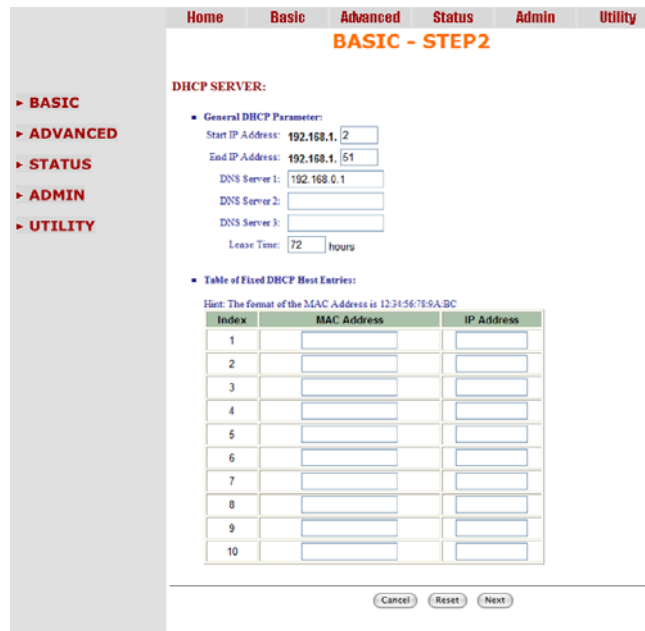 Home Basic Advanced Status Admin Utility
BASIC - STEP2
BASIC
ADVANCED
STATUS
ADMIN
UTILITY
DHCP SERVER:
General DHCP Parameter:
Start IP Address: 192.168.1. 2
End IP Address: 192.168.1. 51
DNS Server 1: 192.168.0.1
DNS Server 2:
DNS Server 3:
Lease Time: 72 hours
Table of Fixed DHCP Host Entries:
Hint: The format of the MAC Address is 12:34:56:78:9A:BC
Index MAC Address IP Address
1
2
3
4
5
6
7
8
9
10
Cancel Reset Next